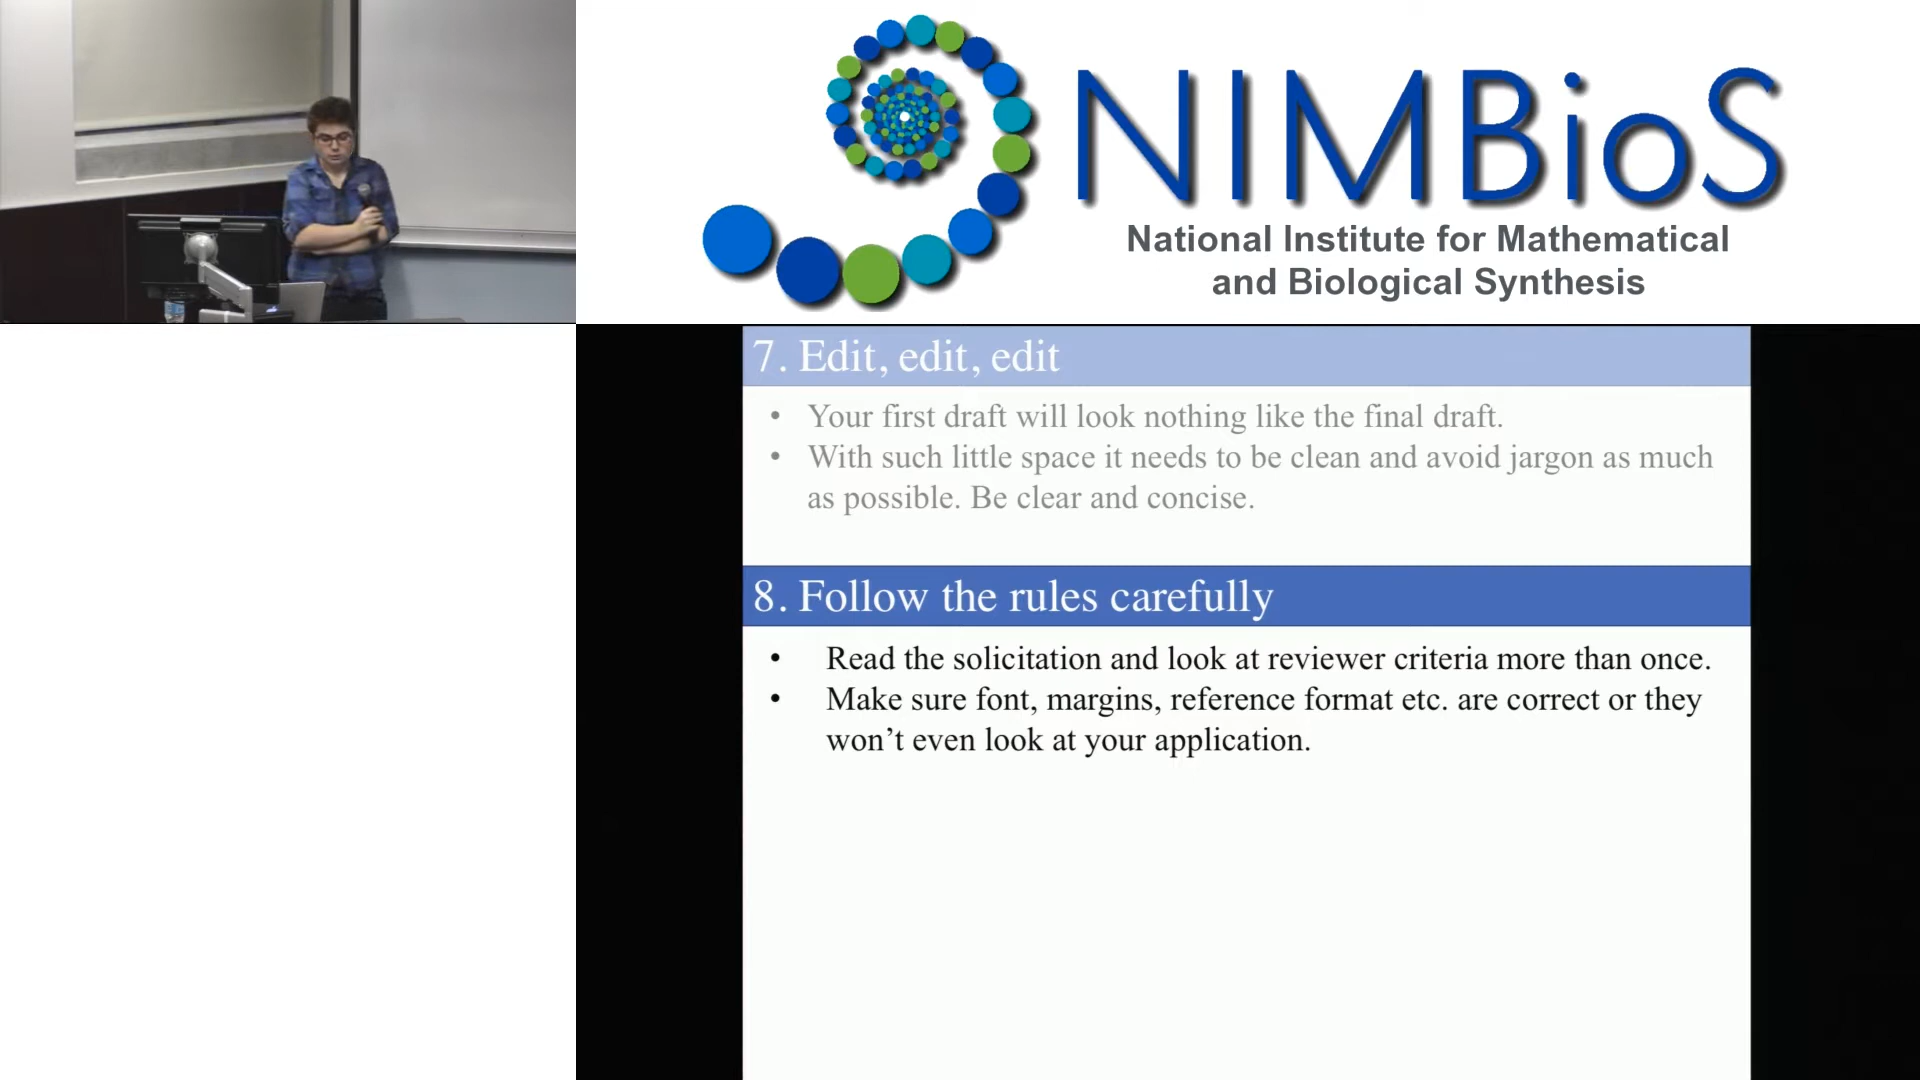 NIMBioS
National Institute for Mathematical
and Biological Synthesis
7. Edit, edit, edit
• Your first draft will look nothing like the final draft.
• With such little space it needs to be clean and avoid jargon as much
as possible. Be clear and concise.
8. Follow the rules carefully
• Read the solicitation and look at reviewer criteria more than once.
• Make sure font, margins, reference format etc. are correct or they
won’t even look at your application.